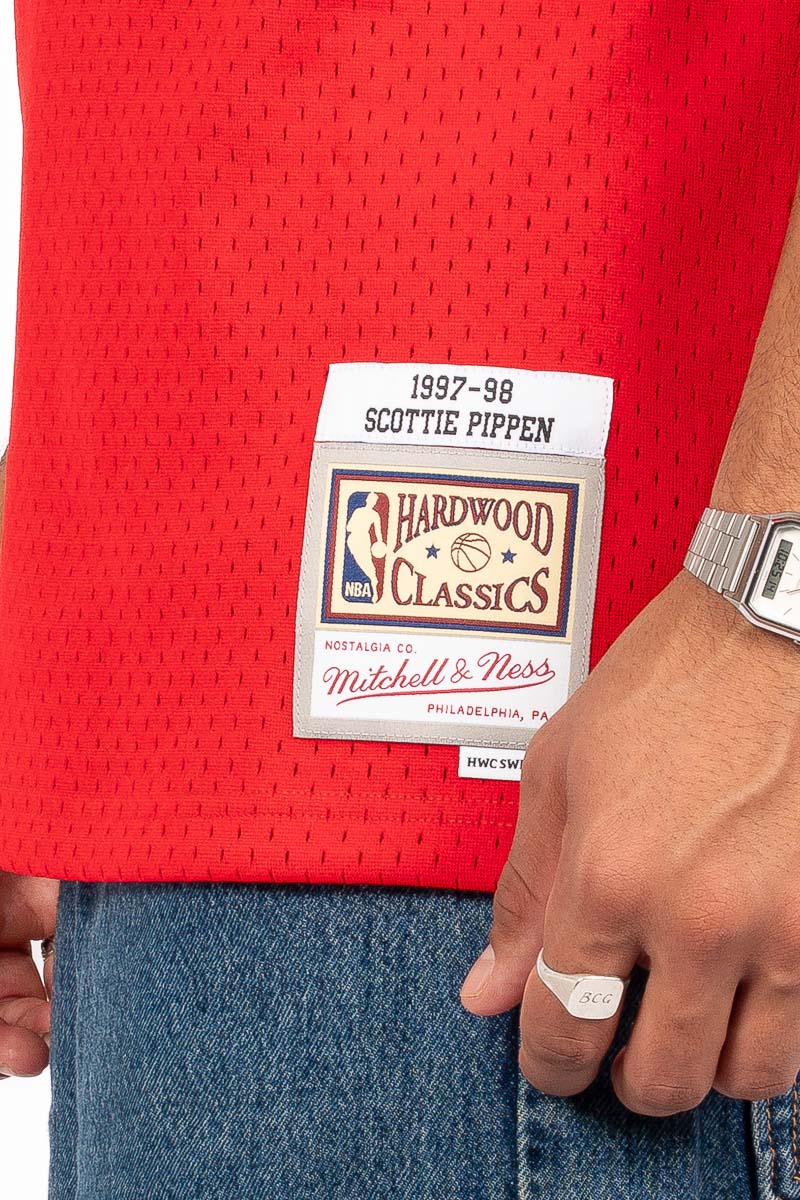 1997-98
SCOTTIE PIPPEN
HARDWOOD
CLASSICS
NBA
NOSTALGIA CO.
Mitchell & Ness
PHILADELPHIA, PA
BCG